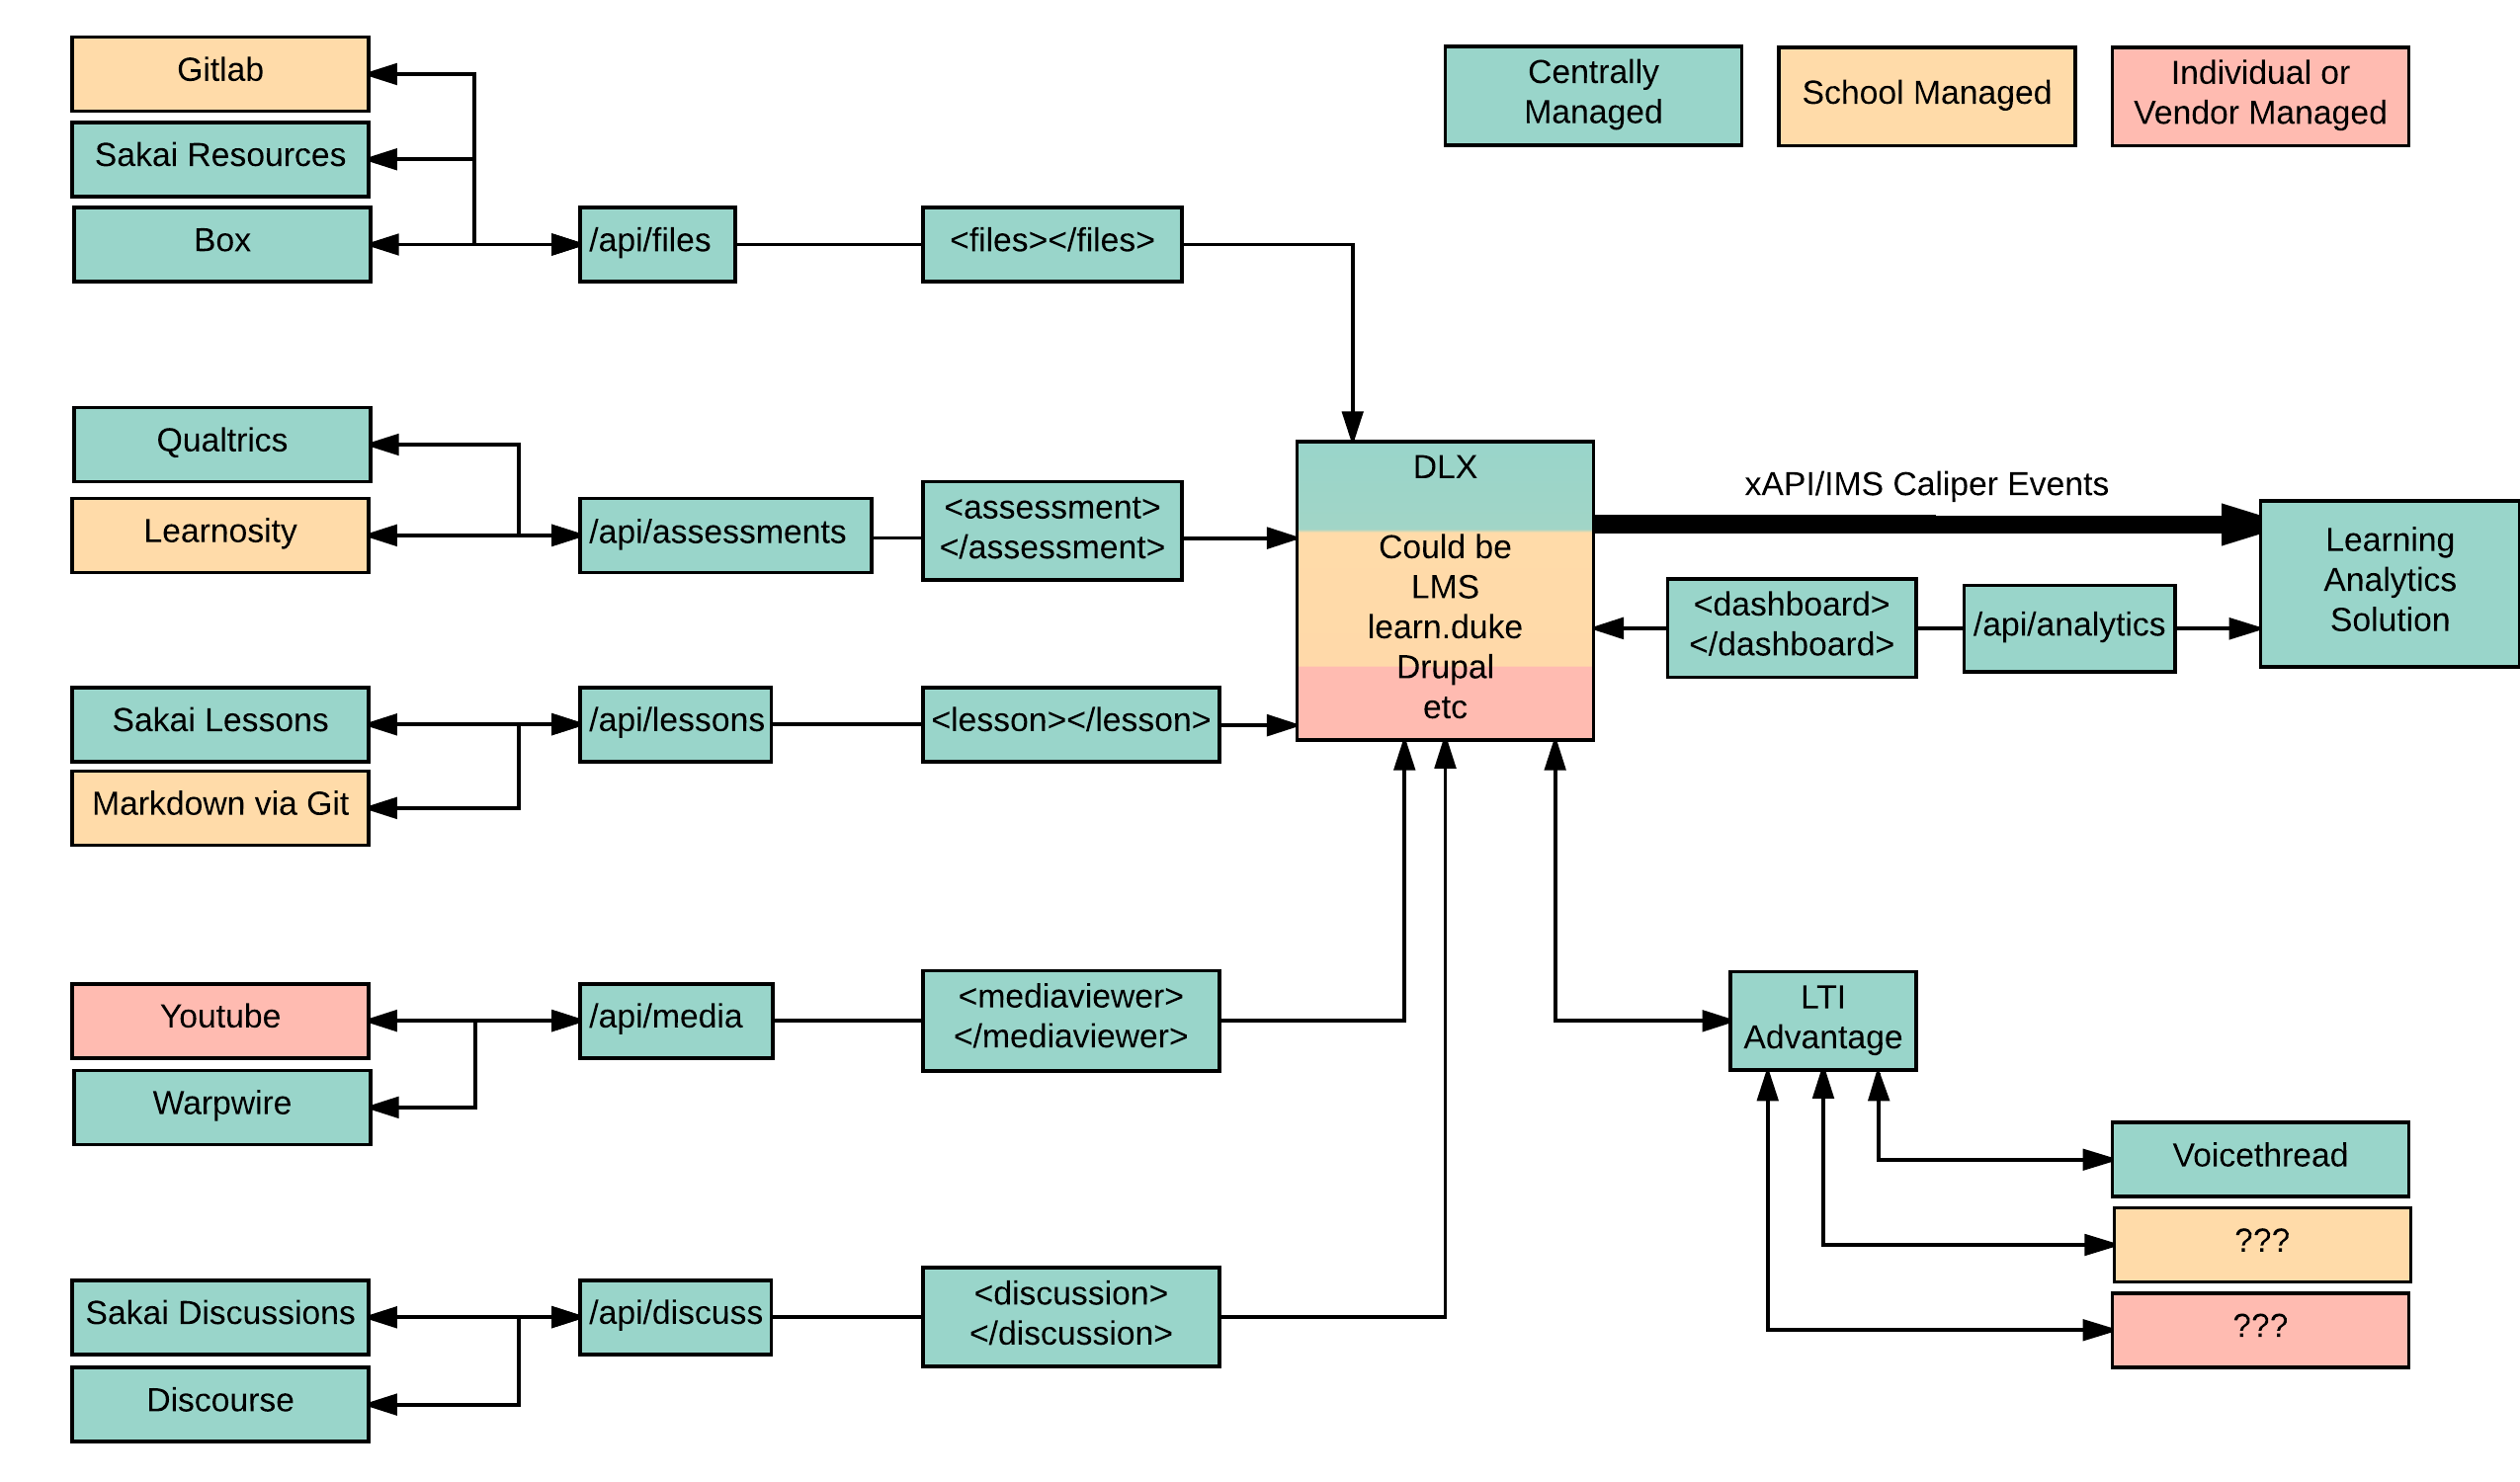 Gitlab
Sakai Resources
Box
/api/files
<files></files>
Centrally
Managed
School Managed
Individual or
Vendor Managed
Qualtrics
Learnosity
/api/assessments
<assessment>
</assessment>
DLX
Could be
LMS
learn.duke
Drupal
etc
xAPI/IMS Caliper Events
<dashboard>
</dashboard>
/api/analytics
Learning
Analytics
Solution
Sakai Lessons
Markdown via Git
/api/lessons
<lesson></lesson>
Youtube
Warpwire
/api/media
<mediaviewer>
</mediaviewer>
LTI
Advantage
Voicethread
???
???
Sakai Discussions
Discourse
/api/discuss
<discussion>
</discussion>